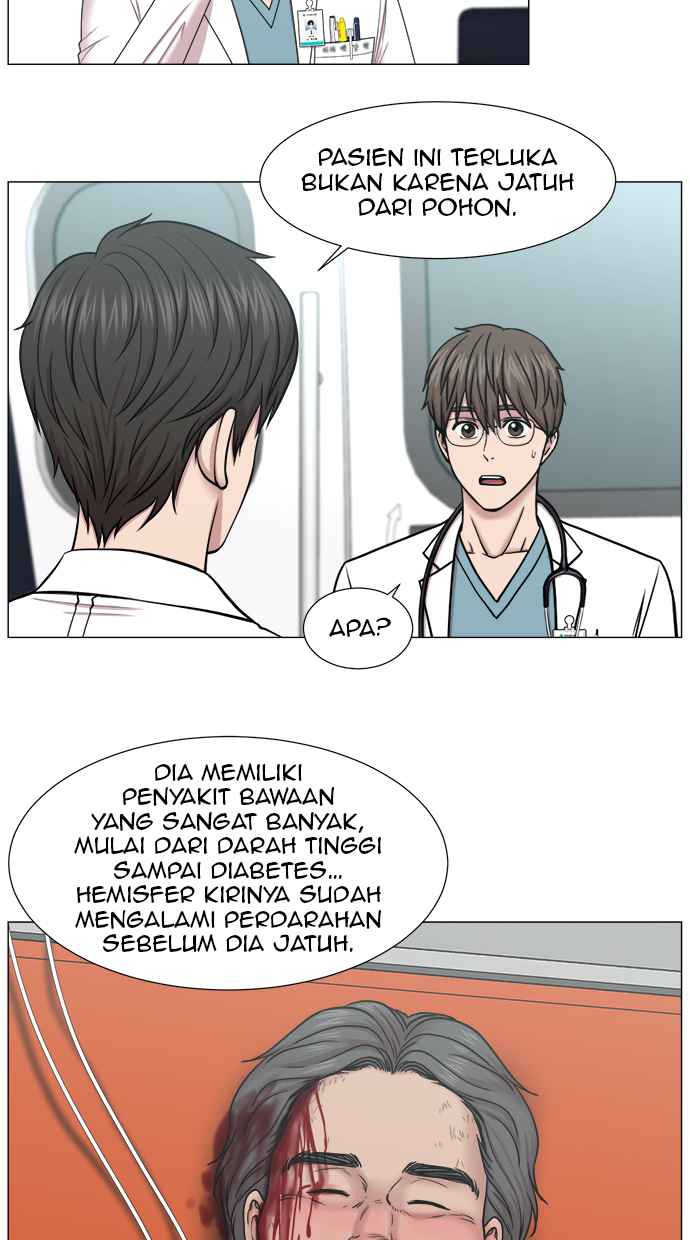 PASIEN INI TERLUKA
BUKAN KARENA JATUH
DARI POHON.
APA?
DIA MEMILIKI
PENYAKIT BAWAAN
YANG SANGAT BANYAK,
MULAI DARI DARAH TINGGI
SAMPAI DIABETES...
HEMISFER KIRINYA SUDAH
MENGALAMI PERDARAHAN
SEBELUM DIA JATUH.